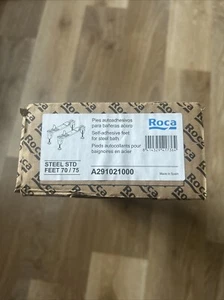 Pies autoadhesivos
para bañeras acero
Self-adhesive feet
for steel bath
Pieds autocollants pour
baignoires en acier
Roca
STEEL STD
FEET 70 / 75
A291021000
Made in Spain